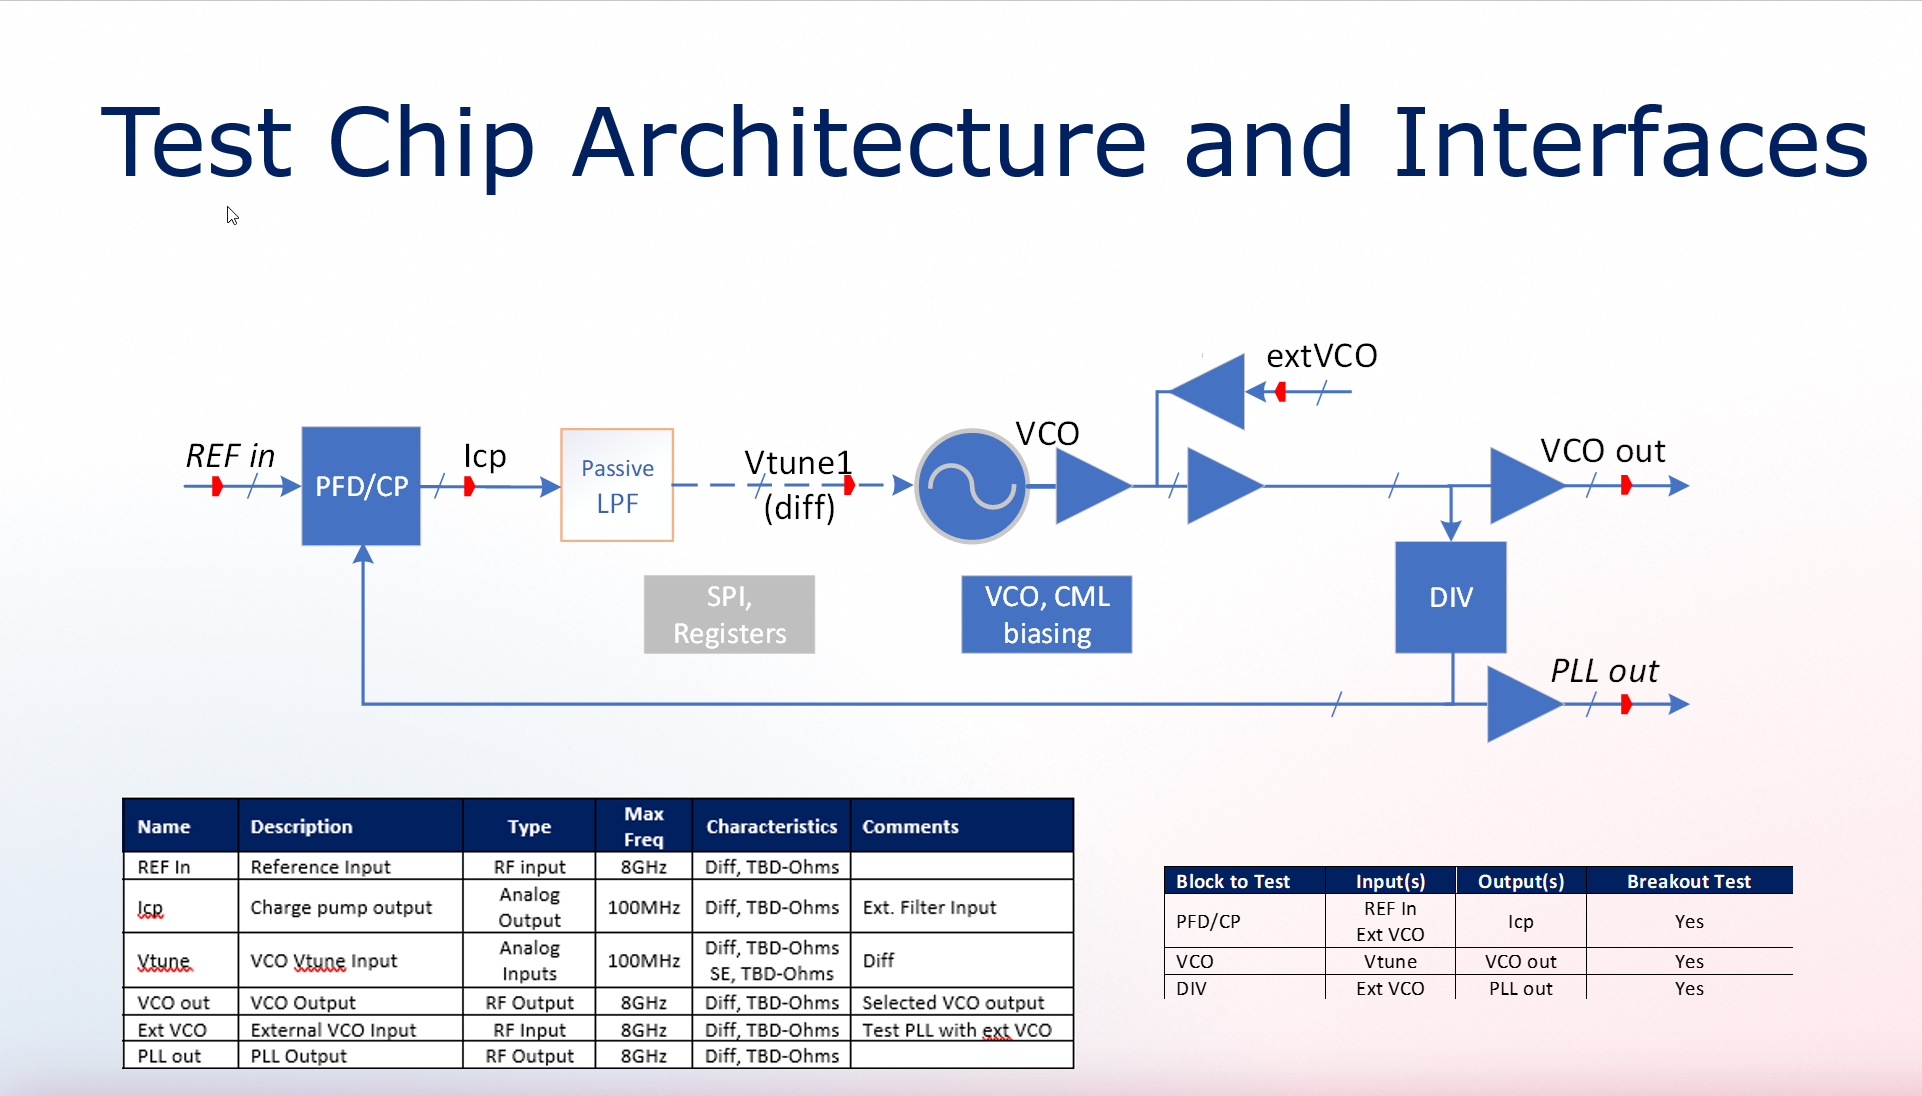 Test Chip Architecture and Interfaces
extVCO
REF in
PFD/CP
Icp
Passive
LPF
Vtune1
(diff)
VCO
VCO out
SPI,
Registers
VCO, CML
biasing
DIV
PLL out
Name Description Type Max Freq Characteristics Comments
REF In Reference Input RF input 8GHz Diff, TBD-Ohms
Icp Charge pump output Analog Output 100MHz Diff, TBD-Ohms Ext. Filter Input
Vtune VCO Vtune Input Analog Inputs 100MHz Diff, TBD-Ohms SE, TBD-Ohms Diff
VCO out VCO Output RF Output 8GHz Diff, TBD-Ohms Selected VCO output
Ext VCO External VCO Input RF Input 8GHz Diff, TBD-Ohms Test PLL with ext VCO
PLL out PLL Output RF Output 8GHz Diff, TBD-Ohms
Block to Test Input(s) Output(s) Breakout Test
PFD/CP REF In Ext VCO Icp Yes
VCO Vtune VCO out Yes
DIV Ext VCO PLL out Yes